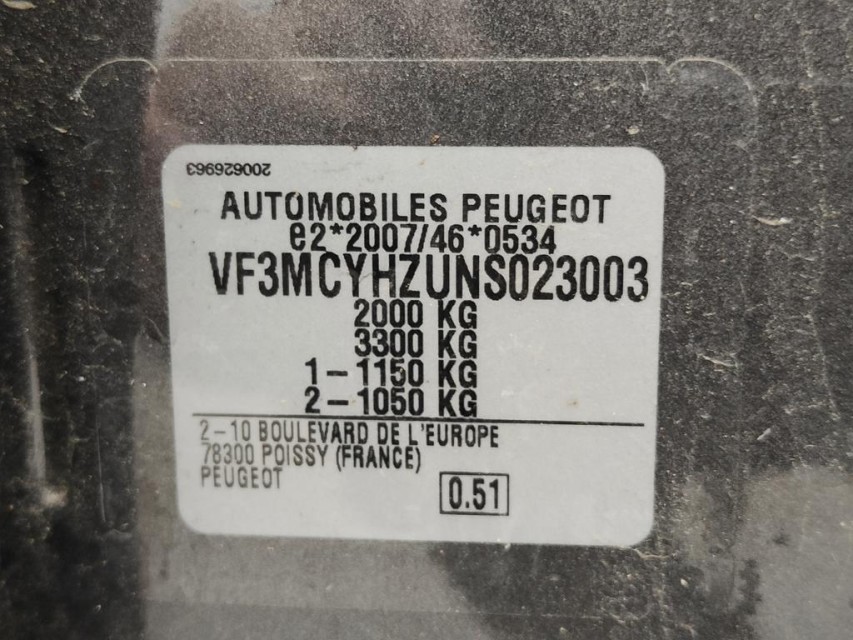 200626963
AUTOMOBILES PEUGEOT
e2*2007/46*0534
VF3MCYHZUNS023003
2000 KG
3300 KG
1-1150 KG
2-1050 KG
2-10 BOULEVARD DE L'EUROPE
78300 POISSY (FRANCE)
PEUGEOT
0.51